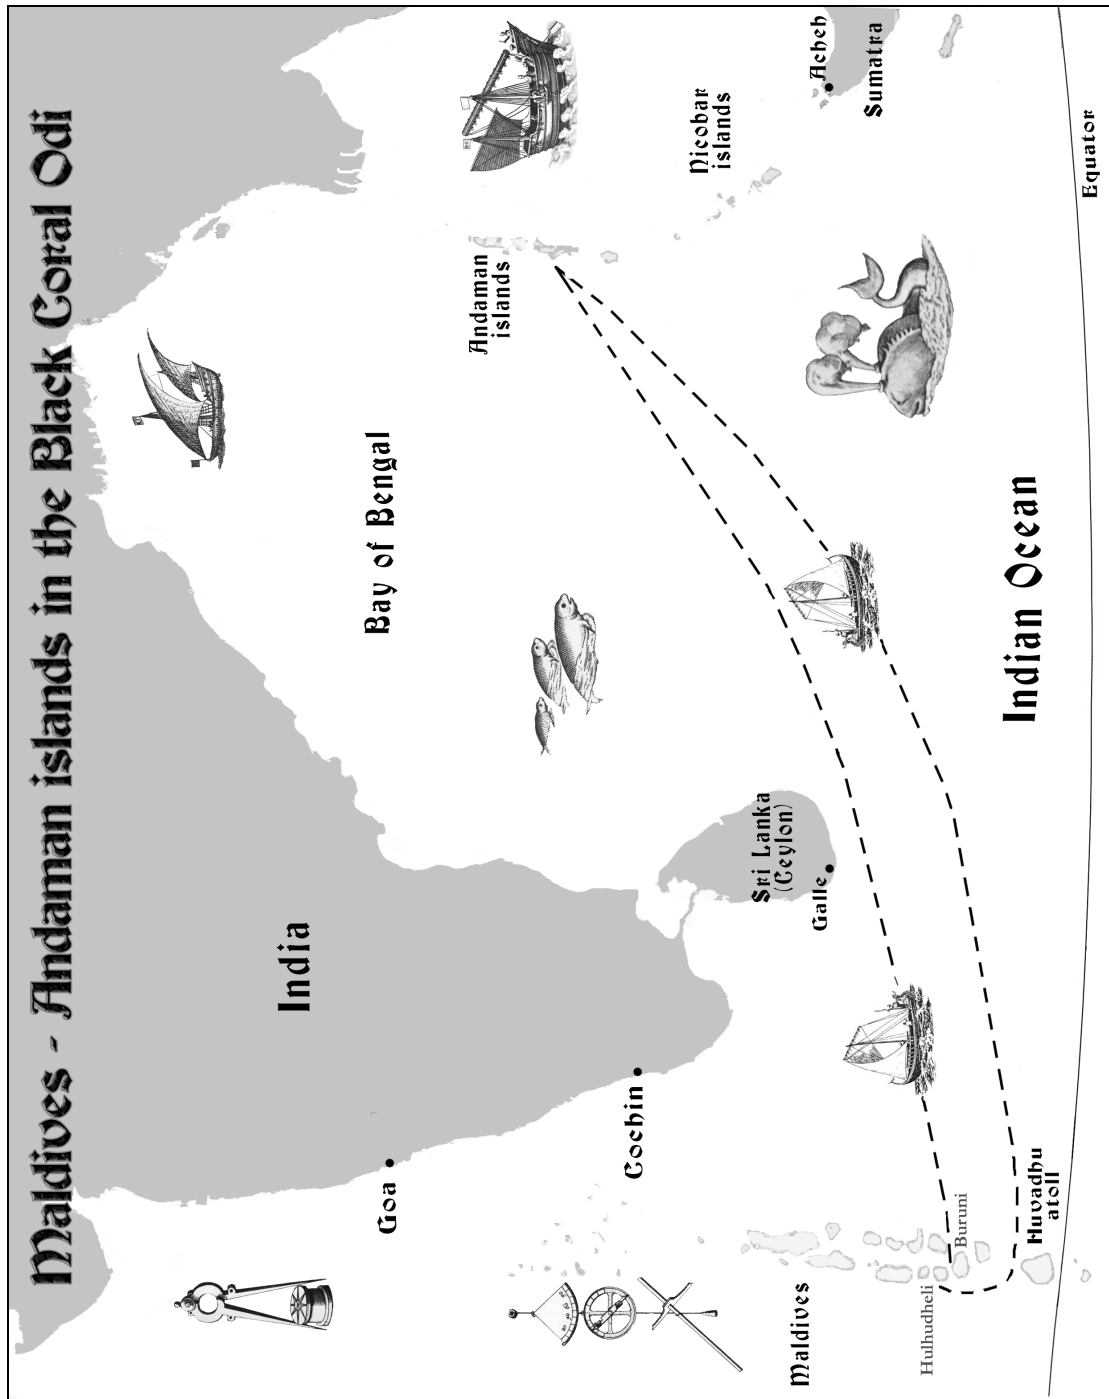 Maldives - Andaman islands in the Black Coral Odi
India
Bay of Bengal
Goa
Andaman
islands
Cochin
Nicobar
islands
Sri Lanka
(Ceylon)
Maldives
Galle
Acheh
Sumatra
Hulhudheli
Buruni
Indian Ocean
Huvadhu
atoll
Equator